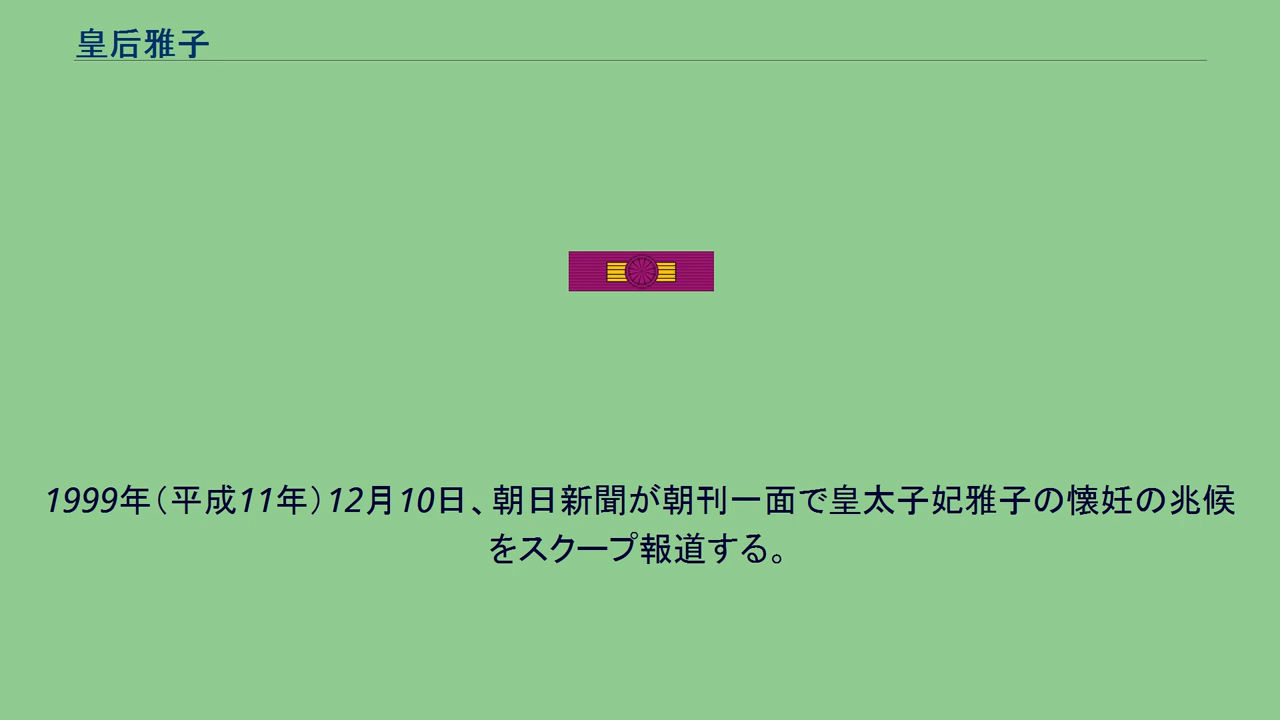 皇后雅子
1999年（平成11年）12月10日、朝日新聞が朝刊一面で皇太子妃雅子の懐妊の兆候
をスクープ報道する。